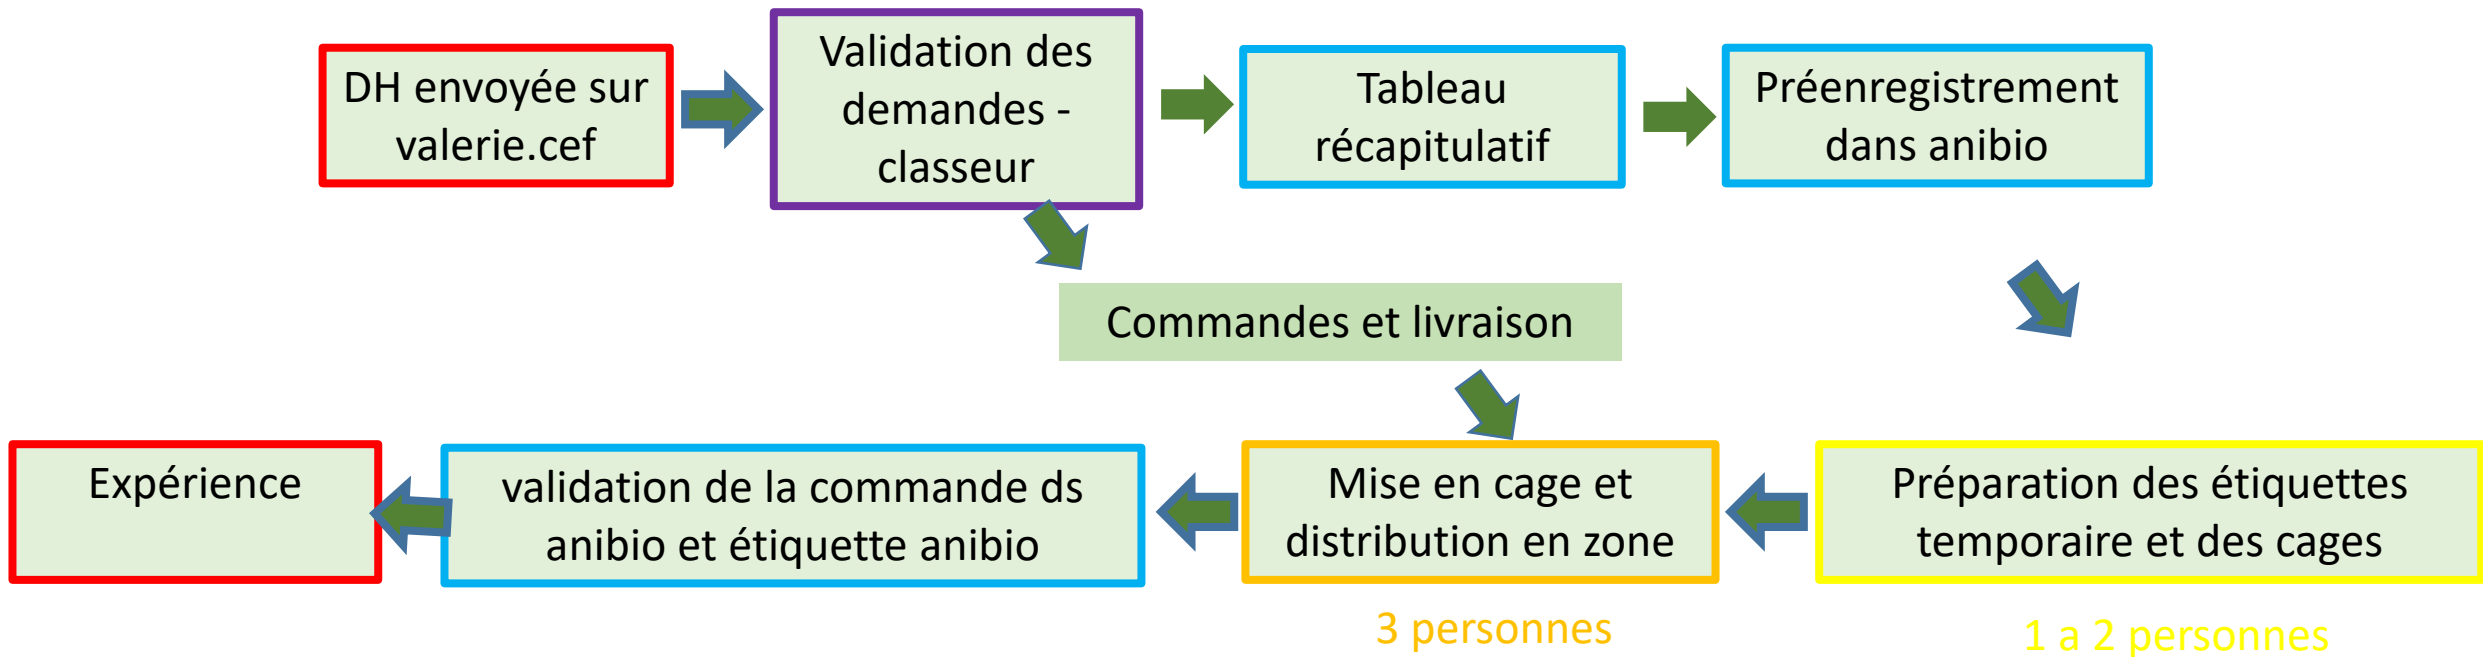 DH envoyée sur
valerie.cef
Validation des
demandes -
classeur
Tableau
récapitulatif
Préenregistrement
dans anibio
Commandes et livraison
Expérience
validation de la commande ds
anibio et étiquette anibio
Mise en cage et
distribution en zone
Préparation des étiquettes
temporaire et des cages
3 personnes
1 a 2 personnes